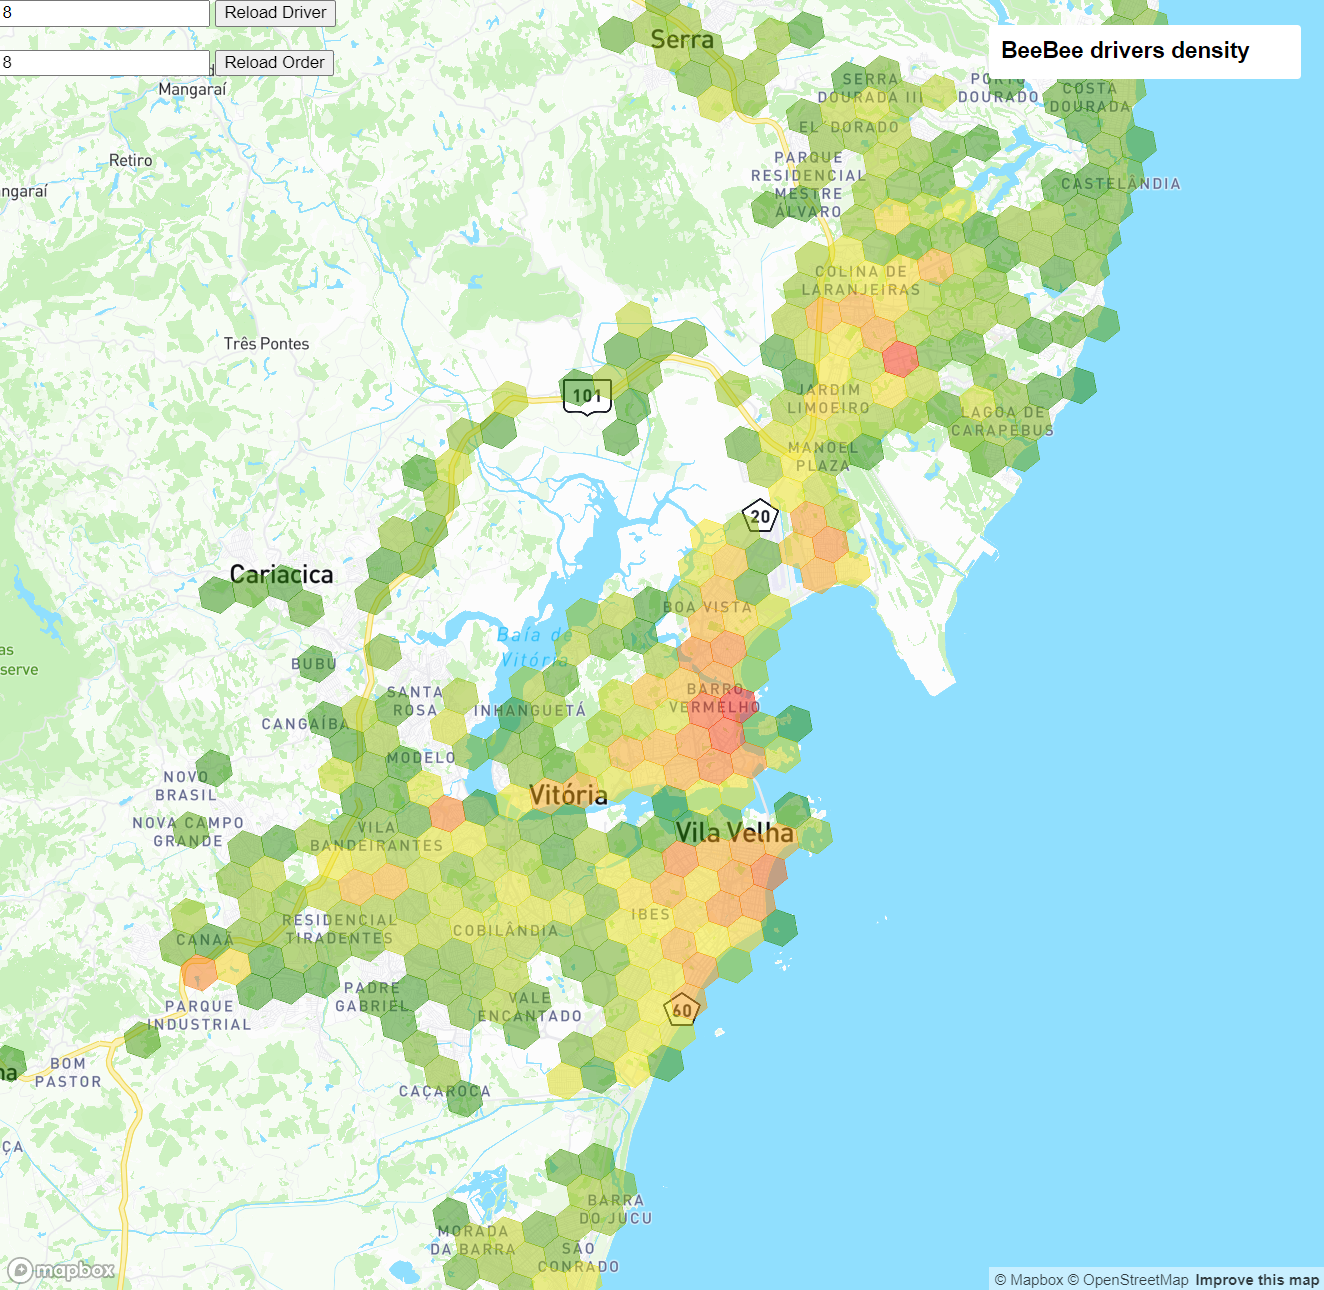 8
Reload Driver
8
Reload Order
BeeBee drivers density
Serra
Mangaraí
SERRA
DOURADA III
PORTO
DOURADO
COSTA
DOURADA
EL DORADO
Retiro
PARQUE
RESIDENCIAL
MESTRE
ÁLVARO
CASTELÂNDIA
ngaraí
COLINA DE
LARANJEIRAS
Três Pontes
101
JARDIM
LIMOEIRO
LAGOA DE
CARAPEBUS
MANOEL
PLAZA
20
Cariacica
BOA VISTA
Baía de
Vitória
as
serve
BUBU
SANTA
ROSA
INHANGUETÁ
BARRO
VERMELHO
CANGAÍBA
MODELO
NOVO
BRASIL
Vitória
NOVA CAMPO
GRANDE
VILA
BANDEIRANTES
Vila Velha
IBES
RESIDENCIAL
TIRADENTES
COBILÂNDIA
CANAÃ
PADRE
GABRIEL
VALE
ENCANTADO
60
PARQUE
INDUSTRIAL
BOM
PASTOR
na
CAÇAROCA
ÇA
BARRA
DO JUCU
MORADA
DA BARRA
SÃO
CONRADO
mapbox
© Mapbox © OpenStreetMap Improve this map